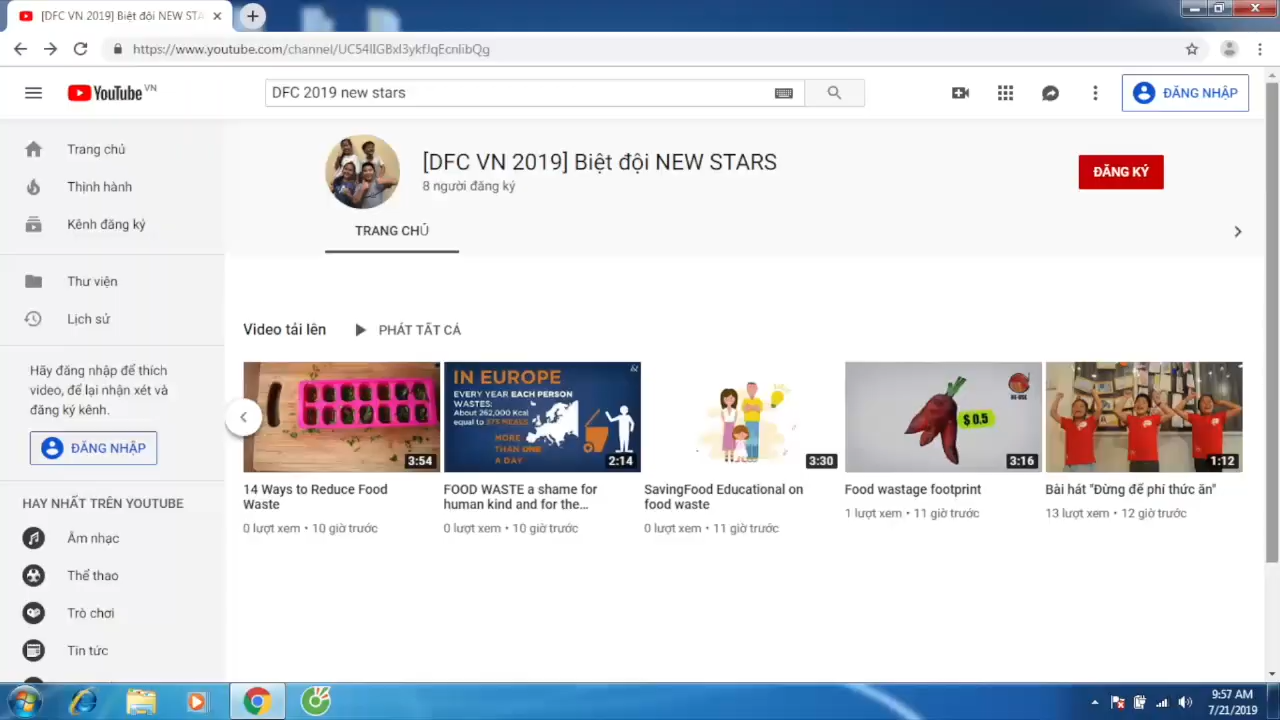 [DFC VN 2019] Biệt đội NEW STA
https://www.youtube.com/channel/UC54lIGBxI3ykfJqEcnlibQg
YouTube VN
DFC 2019 new stars
ĐĂNG NHẬP
Trang chủ
Thịnh hành
Kênh đăng ký
Thư viện
Lịch sử
Hãy đăng nhập để thích
video, để lại nhận xét và
đăng ký kênh.
ĐĂNG NHẬP
HAY NHẤT TRÊN YOUTUBE
Âm nhạc
Thể thao
Trò chơi
Tin tức
[DFC VN 2019] Biệt đội NEW STARS
8 người đăng ký
ĐĂNG KÝ
TRANG CHỦ
Video tải lên
PHÁT TẤT CẢ
3:54
14 Ways to Reduce Food
Waste
0 lượt xem • 10 giờ trước
IN EUROPE
EVERY YEAR EACH PERSON
WASTES:
About 262,000 Kcal
equal to 375 MEALS
MORE
THAN ONE
A DAY
2:14
FOOD WASTE a shame for
human kind and for the...
0 lượt xem • 10 giờ trước
3:30
SavingFood Educational on
food waste
0 lượt xem • 11 giờ trước
$ 0.5
3:16
Food wastage footprint
1 lượt xem • 11 giờ trước
1:12
Bài hát "Đừng để phí thức ăn"
13 lượt xem • 12 giờ trước
9:57 AM
7/21/2019